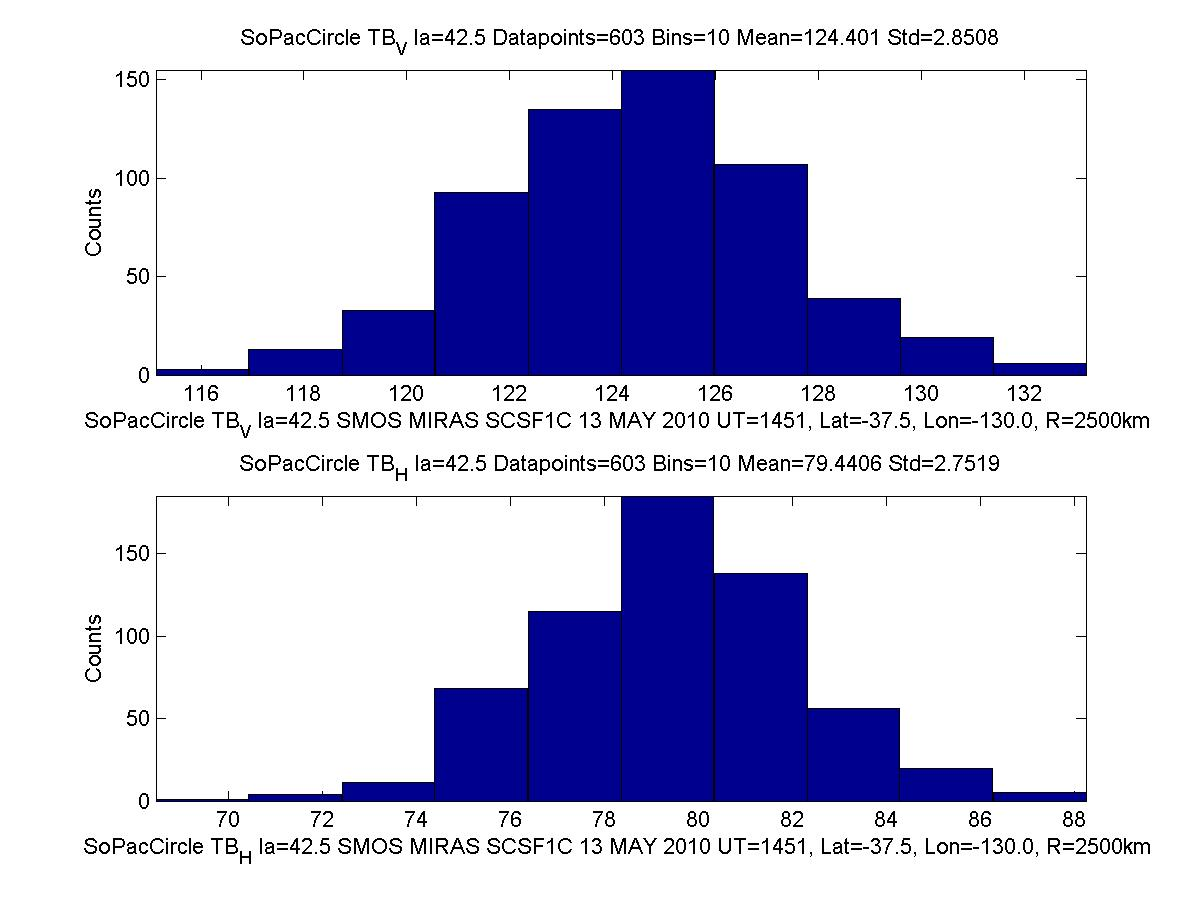 SoPacCircle TB_V Ia=42.5 Datapoints=603 Bins=10 Mean=124.401 Std=2.8508
150
100
50
0
Counts
116 118 120 122 124 126 128 130 132
SoPacCircle TB_V Ia=42.5 SMOS MIRAS SCSF1C 13 MAY 2010 UT=1451, Lat=-37.5, Lon=-130.0, R=2500km
SoPacCircle TB_H Ia=42.5 Datapoints=603 Bins=10 Mean=79.4406 Std=2.7519
150
100
50
0
Counts
70 72 74 76 78 80 82 84 86 88
SoPacCircle TB_H Ia=42.5 SMOS MIRAS SCSF1C 13 MAY 2010 UT=1451, Lat=-37.5, Lon=-130.0, R=2500km